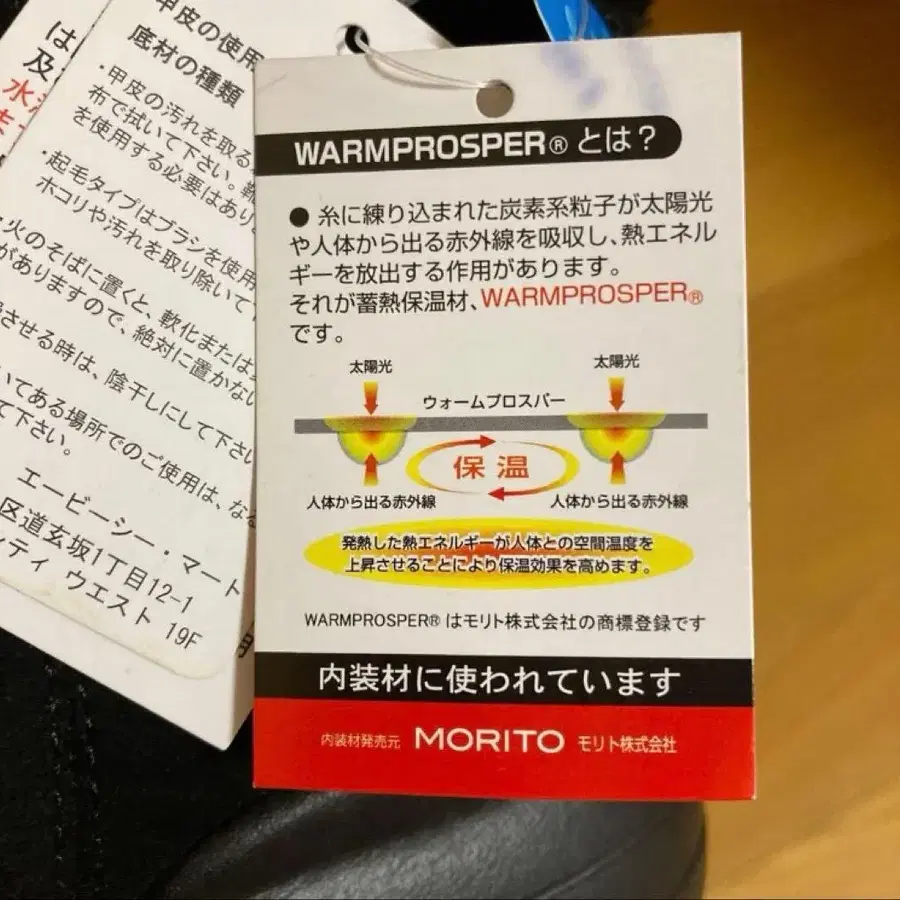 甲皮の使用
底材の種類
・甲皮の汚れを取る
布で拭いて下さい。
を使用する必要はあり
・起毛タイプはブラシを使用
ホコリや汚れを取り除いて
・火のそばに置くと、軟化または
がありますので、絶対に置かない
させる時は、陰干しにして下さい
いてある場所でのご使用は、な
て下さい。
エービーシー・マート
区道玄坂1丁目12-1
ティ ウエスト 19F
は
及
水
WARMPROSPER® とは？
● 糸に練り込まれた炭素系粒子が太陽光
や人体から出る赤外線を吸収し、熱エネル
ギーを放出する作用があります。
それが蓄熱保温材、WARMPROSPER®
です。
太陽光
太陽光
ウォームプロスパー
保温
人体から出る赤外線
人体から出る赤外線
発熱した熱エネルギーが人体との空間温度を
上昇させることにより保温効果を高めます。
WARMPROSPER® はモリト株式会社の商標登録です
内装材に使われています
内装材発売元 MORITO モリト株式会社